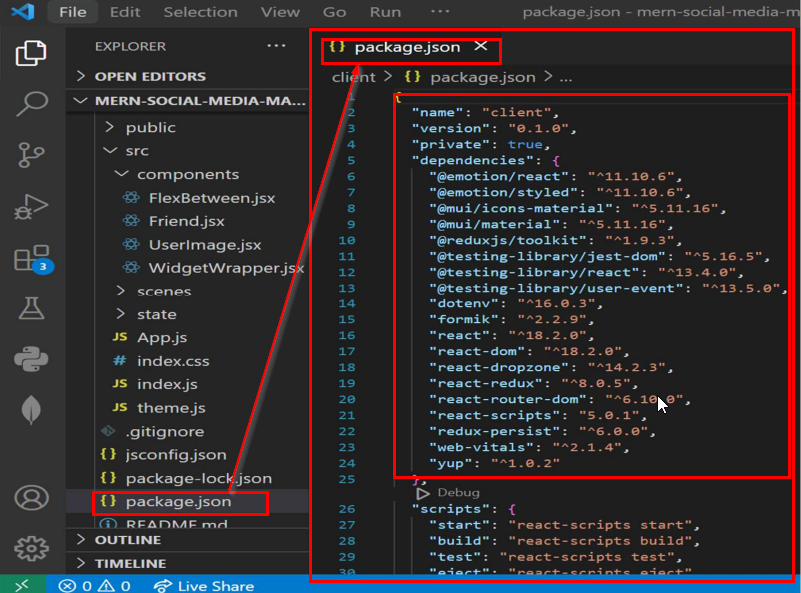 File Edit Selection View Go Run ··· package.json - mern-social-media-m
EXPLORER ···
OPEN EDITORS
MERN-SOCIAL-MEDIA-MA...
public
src
components
FlexBetween.jsx
Friend.jsx
UserImage.jsx
WidgetWrapper.jsx
scenes
state
JS App.js
# index.css
JS index.js
JS theme.js
.gitignore
{} jsconfig.json
{} package-lock.json
{} package.json
README.md
OUTLINE
TIMELINE
3
{} package.json ×
client > {} package.json > ...
1 {
2 "name": "client",
3 "version": "0.1.0",
4 "private": true,
5 "dependencies": {
6 "@emotion/react": "^11.10.6",
7 "@emotion/styled": "^11.10.6",
8 "@mui/icons-material": "^5.11.16",
9 "@mui/material": "^5.11.16",
10 "@reduxjs/toolkit": "^1.9.3",
11 "@testing-library/jest-dom": "^5.16.5",
12 "@testing-library/react": "^13.4.0",
13 "@testing-library/user-event": "^13.5.0",
14 "dotenv": "^16.0.3",
15 "formik": "^2.2.9",
16 "react": "^18.2.0",
17 "react-dom": "^18.2.0",
18 "react-dropzone": "^14.2.3",
19 "react-redux": "^8.0.5",
20 "react-router-dom": "^6.10.0",
21 "react-scripts": "5.0.1",
22 "redux-persist": "^6.0.0",
23 "web-vitals": "^2.1.4",
24 "yup": "^1.0.2"
25 },
Debug
26 "scripts": {
27 "start": "react-scripts start",
28 "build": "react-scripts build",
29 "test": "react-scripts test",
30 "eject": "react-scripts eject"
0 0 Live Share